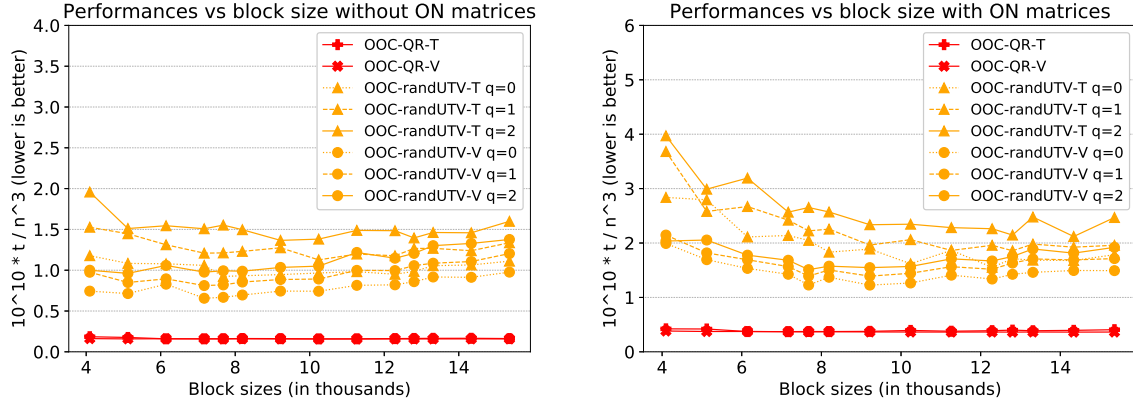 Performances vs block size without ON matrices
10^10 * t / n^3 (lower is better)
4.0
3.5
3.0
2.5
2.0
1.5
1.0
0.5
0.0
4
6
8
10
12
14
Block sizes (in thousands)
OOC-QR-T
OOC-QR-V
OOC-randUTV-T q=0
OOC-randUTV-T q=1
OOC-randUTV-T q=2
OOC-randUTV-V q=0
OOC-randUTV-V q=1
OOC-randUTV-V q=2
Performances vs block size with ON matrices
10^10 * t / n^3 (lower is better)
6
5
4
3
2
1
0
4
6
8
10
12
14
Block sizes (in thousands)
OOC-QR-T
OOC-QR-V
OOC-randUTV-T q=0
OOC-randUTV-T q=1
OOC-randUTV-T q=2
OOC-randUTV-V q=0
OOC-randUTV-V q=1
OOC-randUTV-V q=2